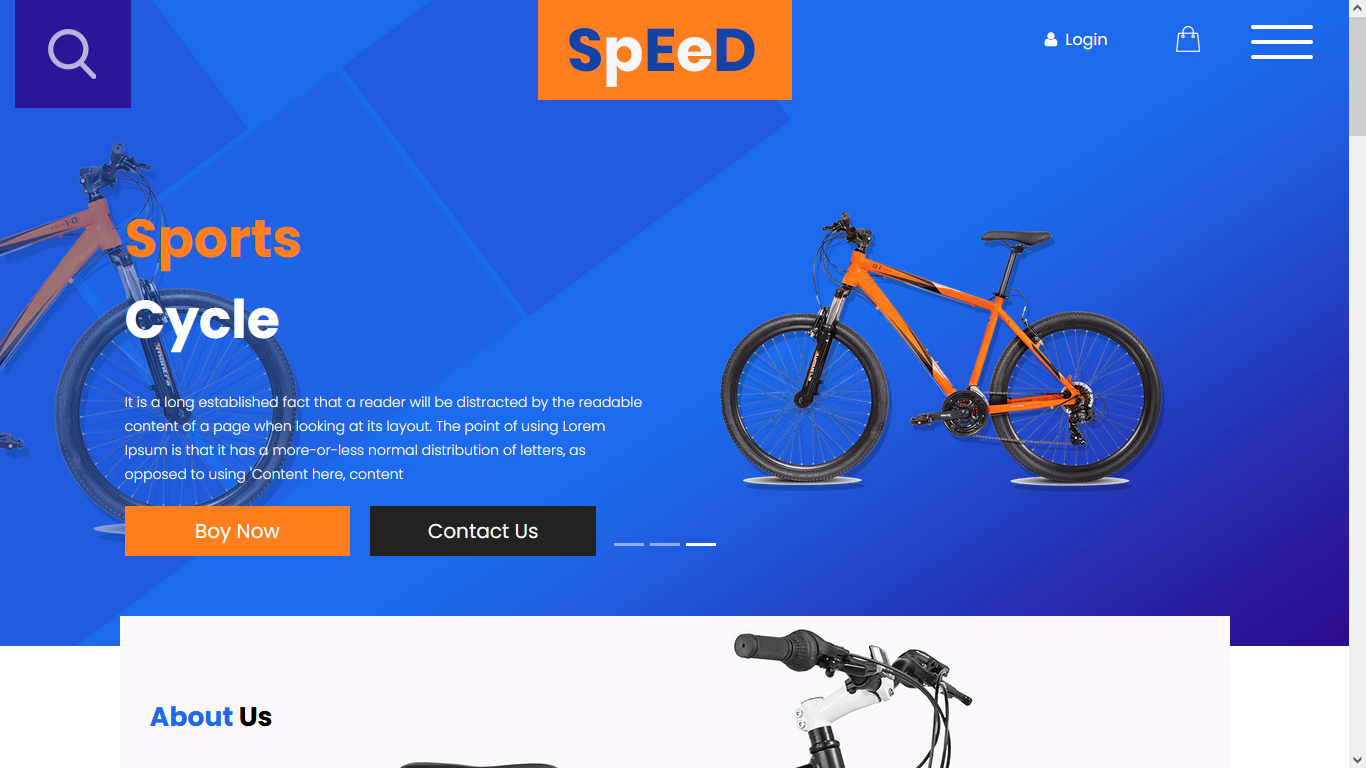 SpEeD
Login
Sports
Cycle
It is a long established fact that a reader will be distracted by the readable
content of a page when looking at its layout. The point of using Lorem
Ipsum is that it has a more-or-less normal distribution of letters, as
opposed to using 'Content here, content
Boy Now
Contact Us
About Us